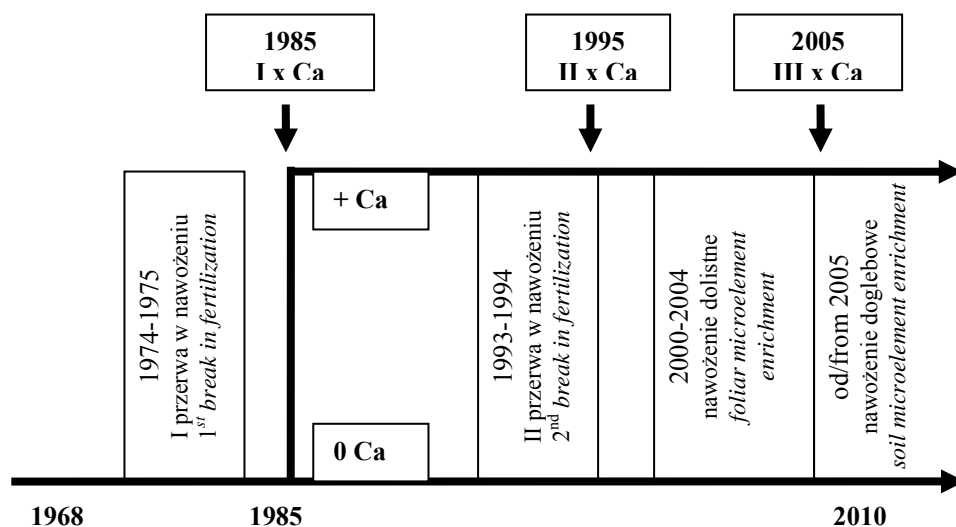 1985
I x Ca
1995
II x Ca
2005
III x Ca
+ Ca
0 Ca
1974-1975
I przerwa w nawożeniu
1st break in fertilization
1993-1994
II przerwa w nawożeniu
2nd break in fertilization
2000-2004
nawożenie dolistne
foliar microelement
enrichment
od/from 2005
nawożenie doglebowe
soil microelement enrichment
1968
1985
2010